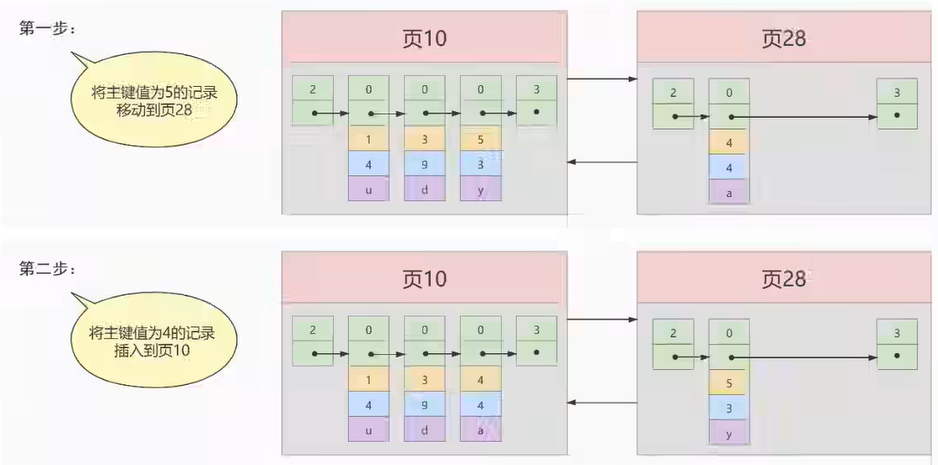 第一步：
将主键值为5的记录
移动到页28
页10
2 0 0 0 3
1 3 5
4 9 3
u d y
页28
2 0 3
4
4
a
第二步：
将主键值为4的记录
插入到页10
页10
2 0 0 0 3
1 3 4
4 9 4
u d a
页28
2 0 3
5
3
y